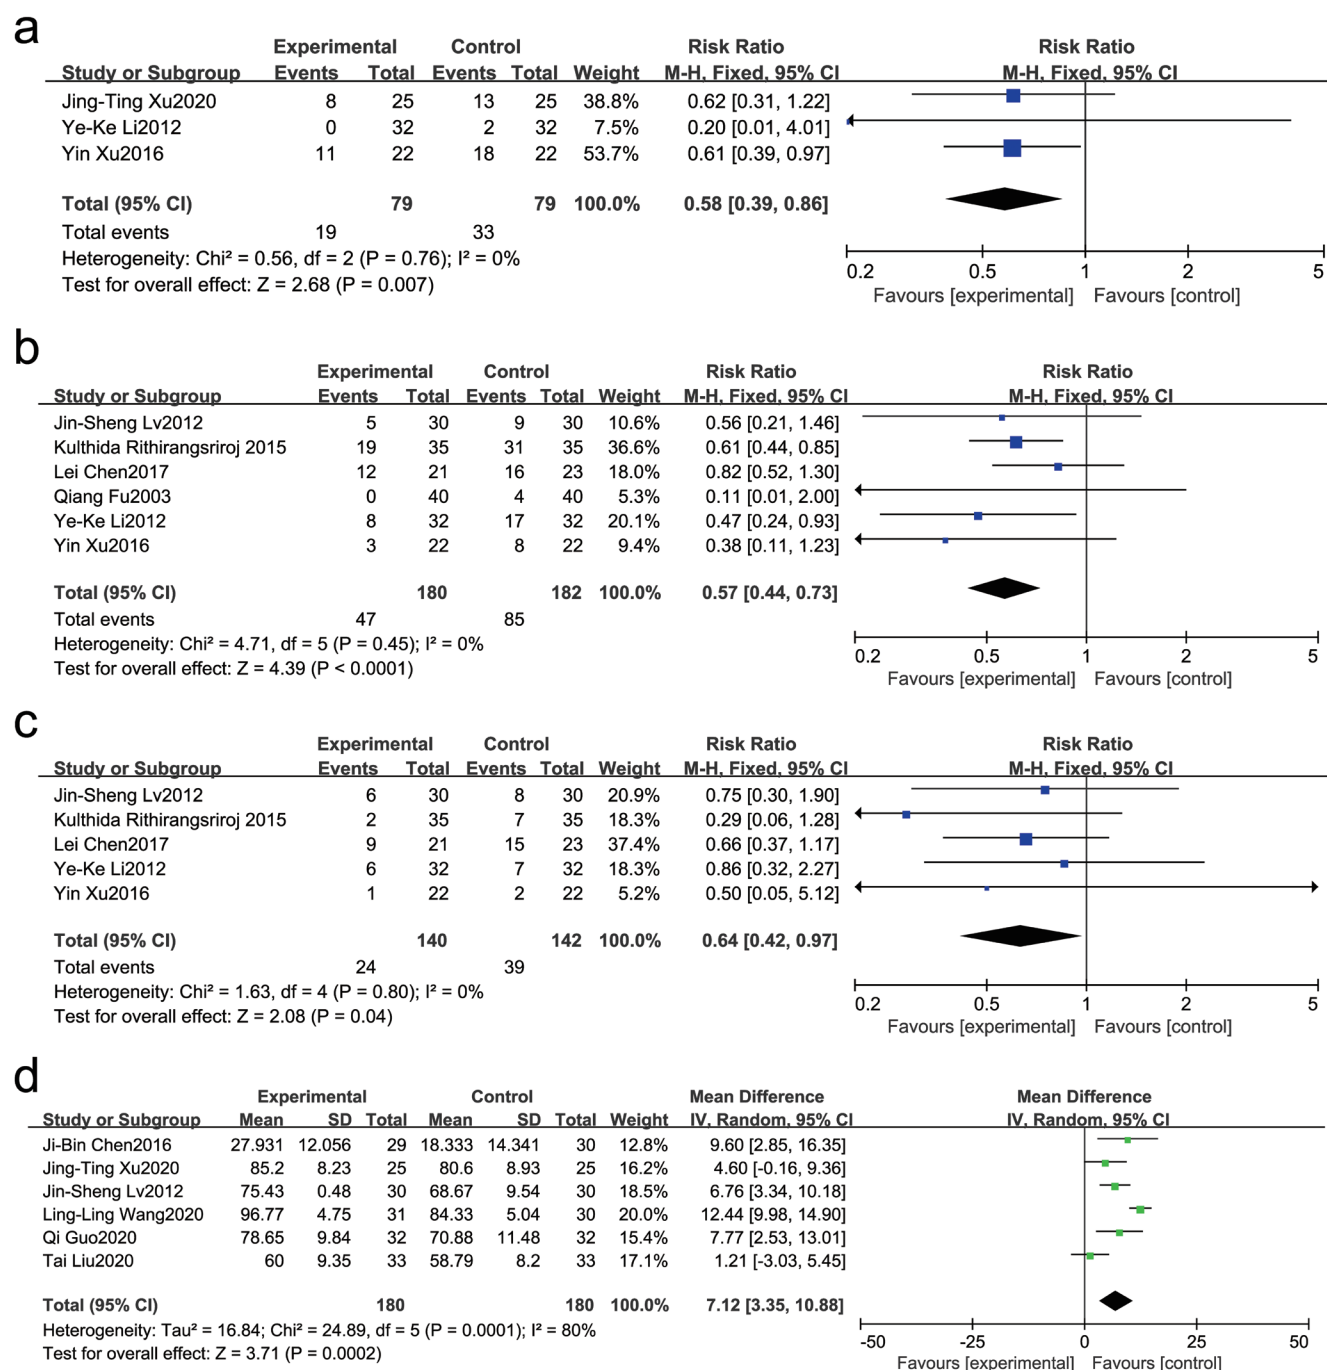 a
Experimental Control Risk Ratio Risk Ratio
Study or Subgroup Events Total Events Total Weight M-H, Fixed, 95% CI M-H, Fixed, 95% CI
Jing-Ting Xu2020 8 25 13 25 38.8% 0.62 [0.31, 1.22]
Ye-Ke Li2012 0 32 2 32 7.5% 0.20 [0.01, 4.01]
Yin Xu2016 11 22 18 22 53.7% 0.61 [0.39, 0.97]
Total (95% CI) 79 79 100.0% 0.58 [0.39, 0.86]
Total events 19 33
Heterogeneity: Chi² = 0.56, df = 2 (P = 0.76); I² = 0%
Test for overall effect: Z = 2.68 (P = 0.007)
0.2 0.5 1 2 5
Favours [experimental] Favours [control]
b
Experimental Control Risk Ratio Risk Ratio
Study or Subgroup Events Total Events Total Weight M-H, Fixed, 95% CI M-H, Fixed, 95% CI
Jin-Sheng Lv2012 5 30 9 30 10.6% 0.56 [0.21, 1.46]
Kulthida Rithirangsriroj 2015 19 35 31 35 36.6% 0.61 [0.44, 0.85]
Lei Chen2017 12 21 16 23 18.0% 0.82 [0.52, 1.30]
Qiang Fu2003 0 40 4 40 5.3% 0.11 [0.01, 2.00]
Ye-Ke Li2012 8 32 17 32 20.1% 0.47 [0.24, 0.93]
Yin Xu2016 3 22 8 22 9.4% 0.38 [0.11, 1.23]
Total (95% CI) 180 182 100.0% 0.57 [0.44, 0.73]
Total events 47 85
Heterogeneity: Chi² = 4.71, df = 5 (P = 0.45); I² = 0%
Test for overall effect: Z = 4.39 (P < 0.0001)
0.2 0.5 1 2 5
Favours [experimental] Favours [control]
c
Experimental Control Risk Ratio Risk Ratio
Study or Subgroup Events Total Events Total Weight M-H, Fixed, 95% CI M-H, Fixed, 95% CI
Jin-Sheng Lv2012 6 30 8 30 20.9% 0.75 [0.30, 1.90]
Kulthida Rithirangsriroj 2015 2 35 7 35 18.3% 0.29 [0.06, 1.28]
Lei Chen2017 9 21 15 23 37.4% 0.66 [0.37, 1.17]
Ye-Ke Li2012 6 32 7 32 18.3% 0.86 [0.32, 2.27]
Yin Xu2016 1 22 2 22 5.2% 0.50 [0.05, 5.12]
Total (95% CI) 140 142 100.0% 0.64 [0.42, 0.97]
Total events 24 39
Heterogeneity: Chi² = 1.63, df = 4 (P = 0.80); I² = 0%
Test for overall effect: Z = 2.08 (P = 0.04)
0.2 0.5 1 2 5
Favours [experimental] Favours [control]
d
Experimental Control Mean Difference Mean Difference
Study or Subgroup Mean SD Total Mean SD Total Weight IV, Random, 95% CI IV, Random, 95% CI
Ji-Bin Chen2016 27.931 12.056 29 18.333 14.341 30 12.8% 9.60 [2.85, 16.35]
Jing-Ting Xu2020 85.2 8.23 25 80.6 8.93 25 16.2% 4.60 [-0.16, 9.36]
Jin-Sheng Lv2012 75.43 0.48 30 68.67 9.54 30 18.5% 6.76 [3.34, 10.18]
Ling-Ling Wang2020 96.77 4.75 31 84.33 5.04 30 20.0% 12.44 [9.98, 14.90]
Qi Guo2020 78.65 9.84 32 70.88 11.48 32 15.4% 7.77 [2.53, 13.01]
Tai Liu2020 60 9.35 33 58.79 8.2 33 17.1% 1.21 [-3.03, 5.45]
Total (95% CI) 180 180 100.0% 7.12 [3.35, 10.88]
Heterogeneity: Tau² = 16.84; Chi² = 24.89, df = 5 (P = 0.0001); I² = 80%
Test for overall effect: Z = 3.71 (P = 0.0002)
-50 -25 0 25 50
Favours [experimental] Favours [control]